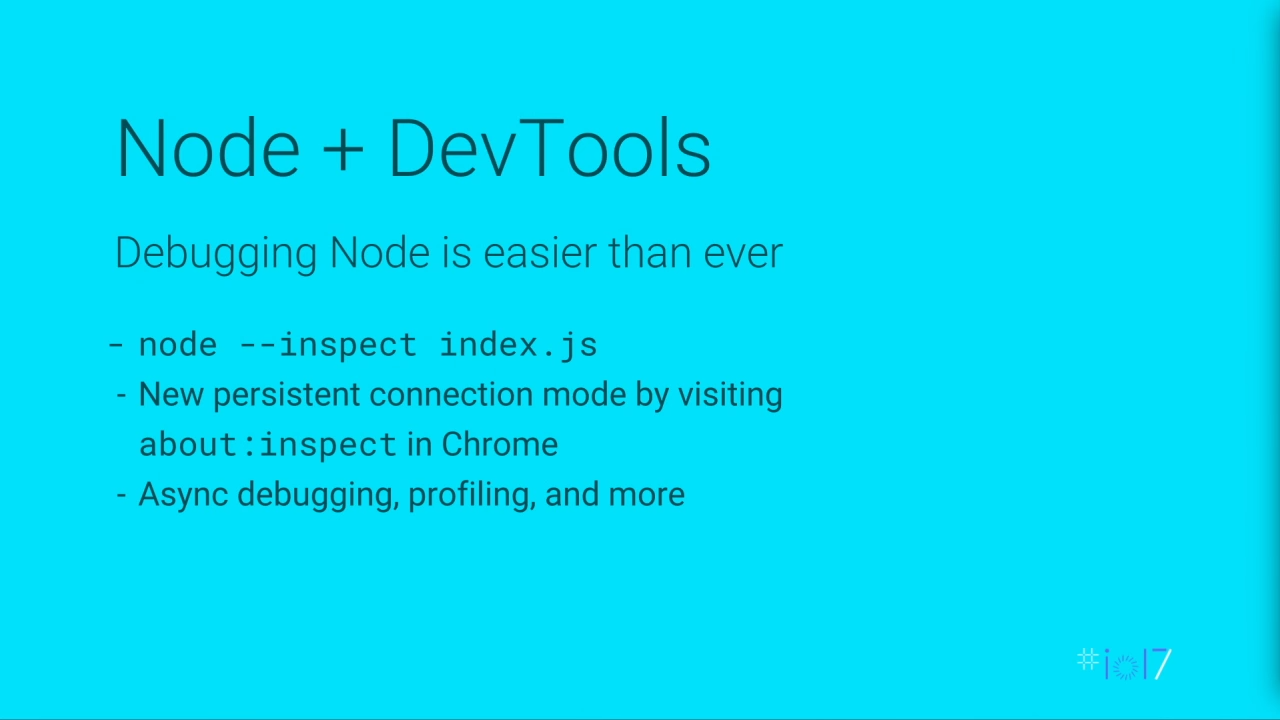 Node + DevTools
Debugging Node is easier than ever
- node --inspect index.js
- New persistent connection mode by visiting
about:inspect in Chrome
- Async debugging, profiling, and more
#io17